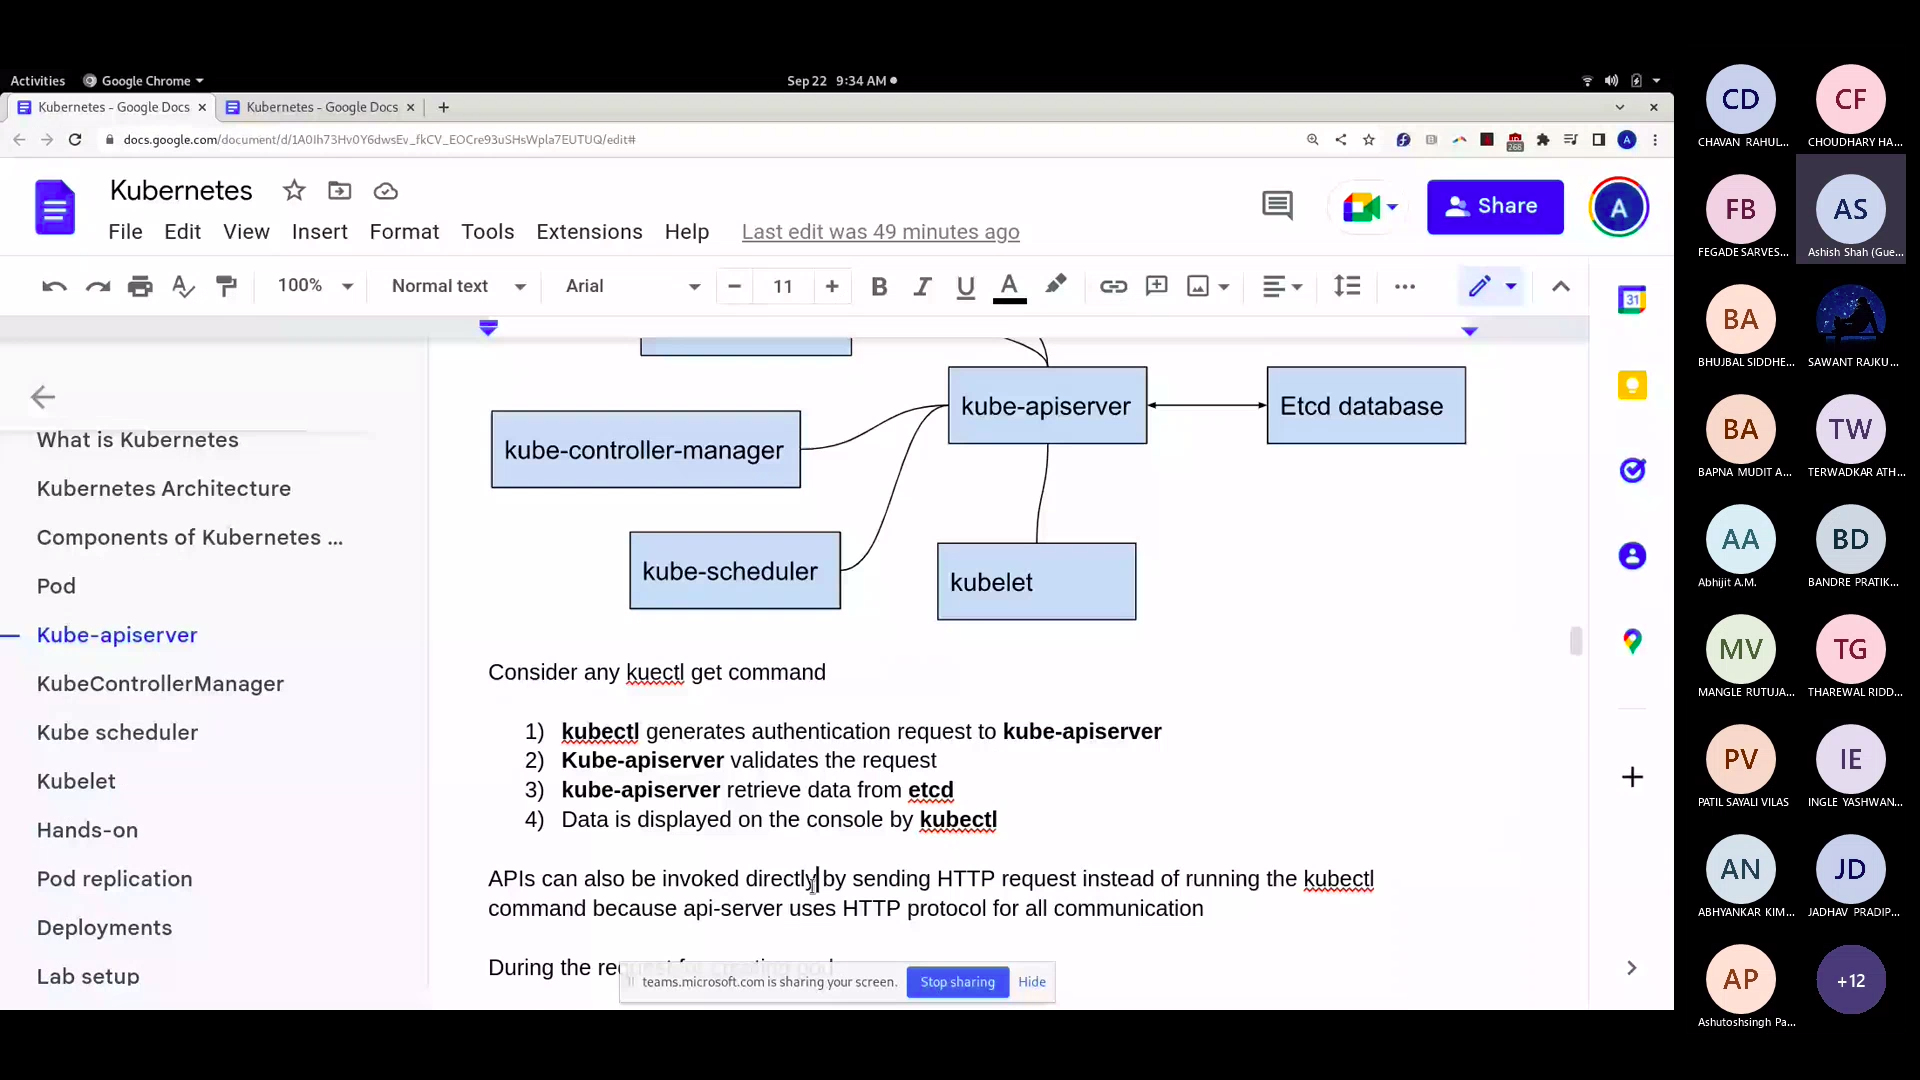 Activities
Google Chrome
Sep 22 9:34 AM
Kubernetes - Google Docs
Kubernetes - Google Docs
docs.google.com/document/d/1A0Ih73Hv0Y6dwsEv_fkCV_EOCre93uSHsWpla7EUTUQ/edit#
268
Kubernetes
File Edit View Insert Format Tools Extensions Help Last edit was 49 minutes ago
Share
A
100% Normal text Arial 11 B I U A
31
What is Kubernetes
Kubernetes Architecture
Components of Kubernetes ...
Pod
Kube-apiserver
KubeControllerManager
Kube scheduler
Kubelet
Hands-on
Pod replication
Deployments
Lab setup
kube-apiserver
Etcd database
kube-controller-manager
kube-scheduler
kubelet
Consider any kuectl get command
1) kubectl generates authentication request to kube-apiserver
2) Kube-apiserver validates the request
3) kube-apiserver retrieve data from etcd
4) Data is displayed on the console by kubectl
APIs can also be invoked directly by sending HTTP request instead of running the kubectl
command because api-server uses HTTP protocol for all communication
During the request for creating pod
teams.microsoft.com is sharing your screen. Stop sharing Hide
CD CF
CHAVAN RAHUL... CHOUDHARY HA...
FB AS
FEGADE SARVES... Ashish Shah (Gue...
BA
BHUJBAL SIDDHE... SAWANT RAJKU...
BA TW
BAPNA MUDIT A... TERWADKAR ATH...
AA BD
Abhijit A.M. BANDRE PRATIK...
MV TG
MANGLE RUTUJA... THAREWAL RIDD...
PV IE
PATIL SAYALI VILAS INGLE YASHWAN...
AN JD
ABHYANKAR KIM... JADHAV PRADIP...
AP +12
Ashutoshsingh Pa...